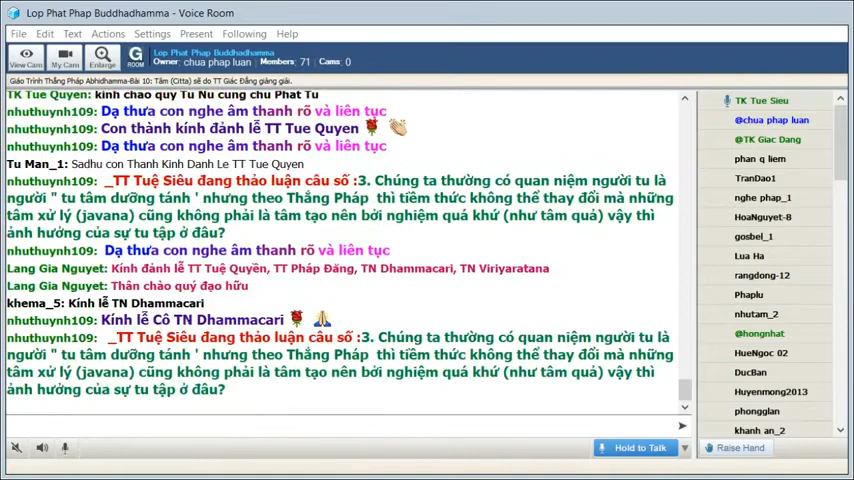 Lop Phat Phap Buddhadhamma - Voice Room
File Edit Text Actions Settings Present Following Help
View Cam My Cam Enlarge G ROOM
Lop Phat Phap Buddhadhamma
Owner: chua phap luan Members: 71 Cams: 0
Giáo Trình Thắng Pháp Abhidhamma-Bài 10: Tâm (Citta) sẽ do TT Giác Đẳng giảng giải.
TK Tue Quyen: kinh chao quy Tu Nu cung chu Phat Tu
nhuthuynh109: Dạ thưa con nghe âm thanh rõ và liên tục
nhuthuynh109: Con thành kính đảnh lễ TT Tue Quyen
nhuthuynh109: Dạ thưa con nghe âm thanh rõ và liên tục
Tu Man_1: Sadhu con Thanh Kinh Danh Le TT Tue Quyen
nhuthuynh109: _TT Tuệ Siêu đang thảo luận câu số :3. Chúng ta thường có quan niệm người tu là
người " tu tâm dưỡng tánh ' nhưng theo Thắng Pháp thì tiềm thức không thể thay đổi mà những
tâm xử lý (javana) cũng không phải là tâm tạo nên bởi nghiệm quá khứ (như tâm quả) vậy thì
ảnh hưởng của sự tu tập ở đâu?
nhuthuynh109: Dạ thưa con nghe âm thanh rõ và liên tục
Lang Gia Nguyet: Kính đảnh lễ TT Tuệ Quyền, TT Pháp Đăng, TN Dhammacari, TN Viriyaratana
Lang Gia Nguyet: Thân chào quý đạo hữu
khema_5: Kính lễ TN Dhammacari
nhuthuynh109: Kính lễ Cô TN Dhammacari
nhuthuynh109: _TT Tuệ Siêu đang thảo luận câu số :3. Chúng ta thường có quan niệm người tu là
người " tu tâm dưỡng tánh ' nhưng theo Thắng Pháp thì tiềm thức không thể thay đổi mà những
tâm xử lý (javana) cũng không phải là tâm tạo nên bởi nghiệm quá khứ (như tâm quả) vậy thì
ảnh hưởng của sự tu tập ở đâu?
Hold to Talk
TK Tue Sieu
@chua phap luan
@TK Giac Dang
phan q liem
TranDao1
nghe phap_1
HoaNguyet-8
gosbel_1
Lua Ha
rangdong-12
Phaplu
nhutam_2
@hongnhat
HueNgoc 02
DucBan
Huyenmong2013
phongglan
khanh an_2
Raise Hand